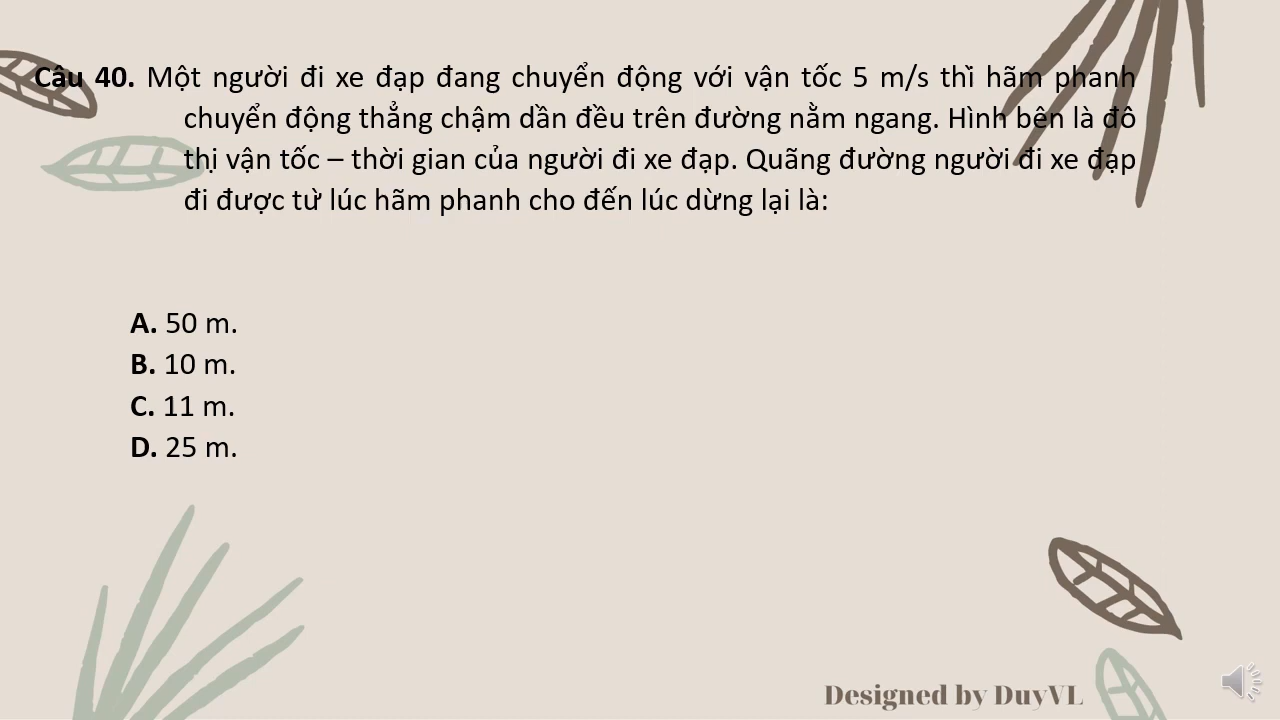 Câu 40. Một người đi xe đạp đang chuyển động với vận tốc 5 m/s thì hãm phanh
chuyển động thẳng chậm dần đều trên đường nằm ngang. Hình bên là đồ
thị vận tốc – thời gian của người đi xe đạp. Quãng đường người đi xe đạp
đi được từ lúc hãm phanh cho đến lúc dừng lại là:
A. 50 m.
B. 10 m.
C. 11 m.
D. 25 m.
Designed by DuyVL